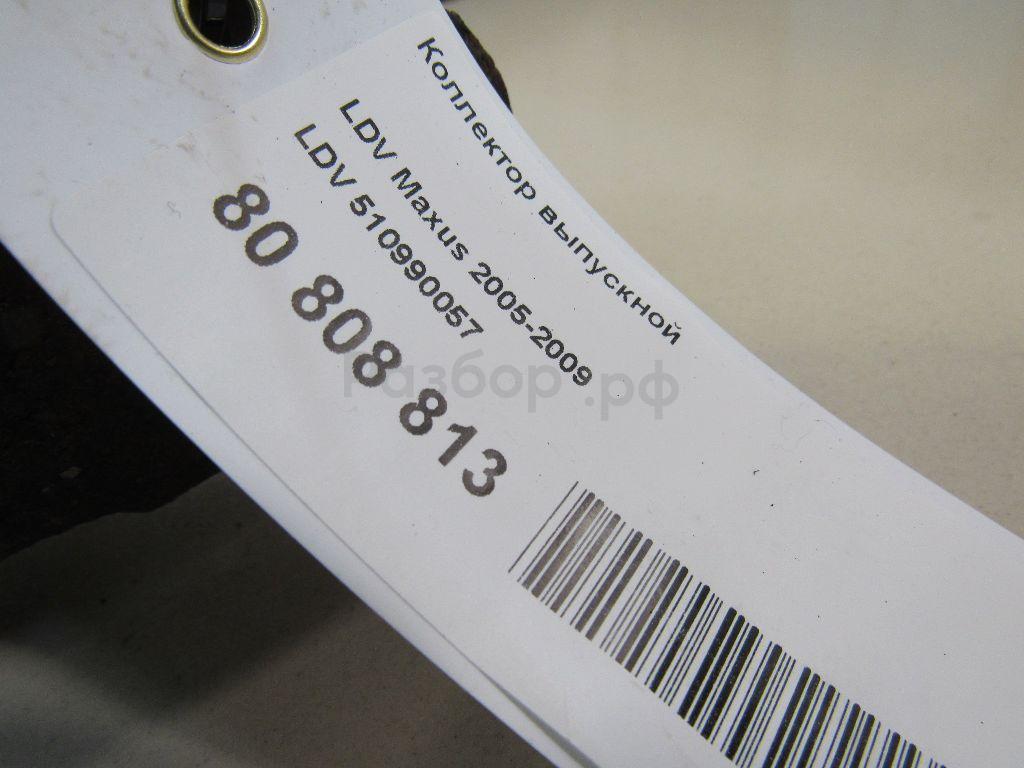 Коллектор выпускной
LDV Maxus 2005-2009
LDV 510990057
80 808 813
Разбор.рф